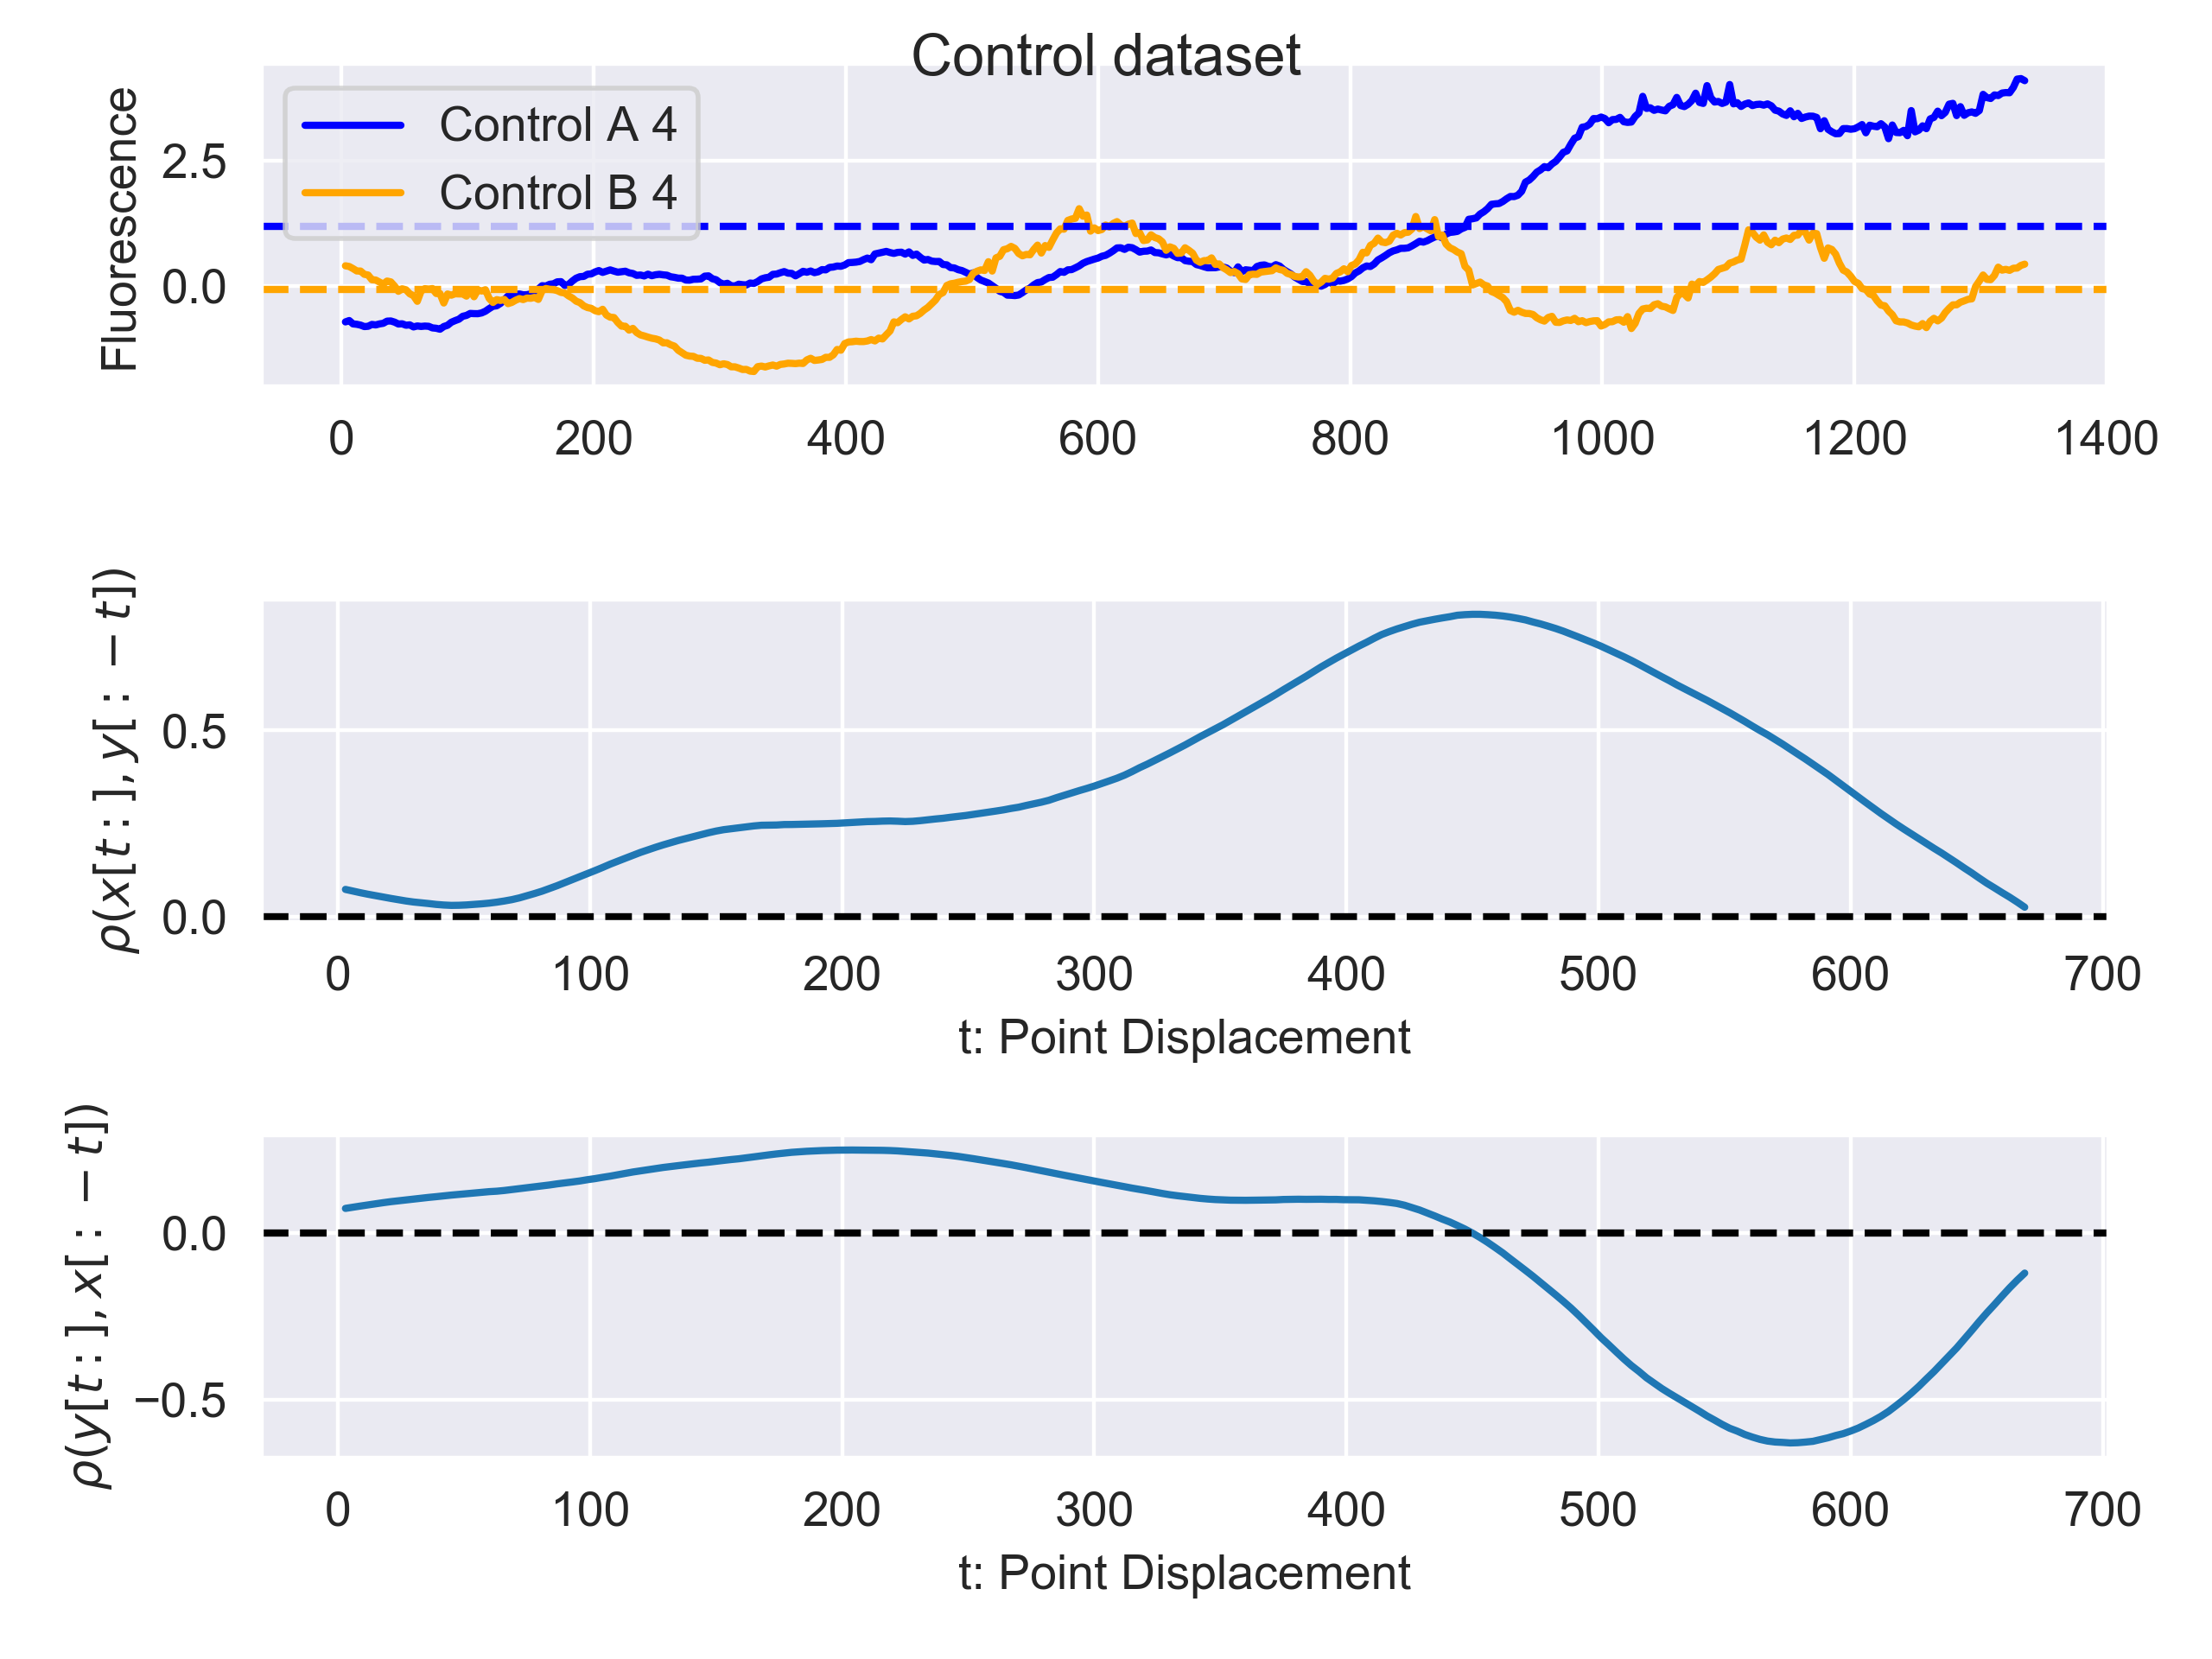 Control dataset
Fluorescence
Control A 4
Control B 4
2.5
0.0
0 200 400 600 800 1000 1200 1400
ρ(x[t:], y[: −t])
0.5
0.0
0 100 200 300 400 500 600 700
t: Point Displacement
ρ(y[t:], x[: −t])
0.0
−0.5
0 100 200 300 400 500 600 700
t: Point Displacement